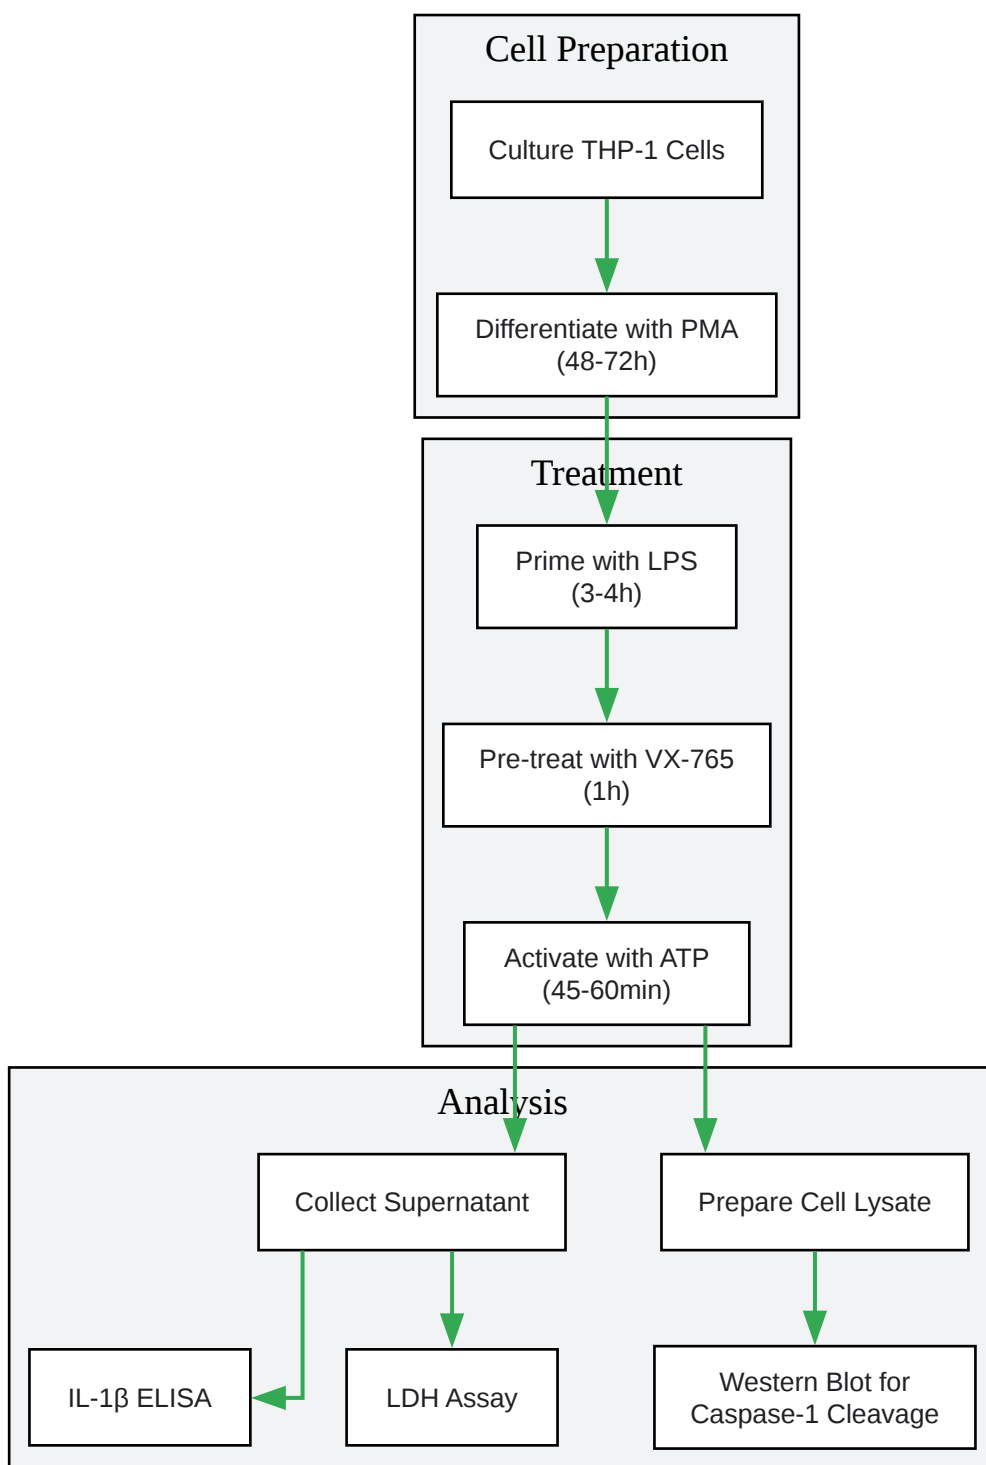 Cell Preparation
Culture THP-1 Cells
Differentiate with PMA
(48-72h)
Treatment
Prime with LPS
(3-4h)
Pre-treat with VX-765
(1h)
Activate with ATP
(45-60min)
Analysis
Collect Supernatant
Prepare Cell Lysate
IL-1β ELISA
LDH Assay
Western Blot for
Caspase-1 Cleavage